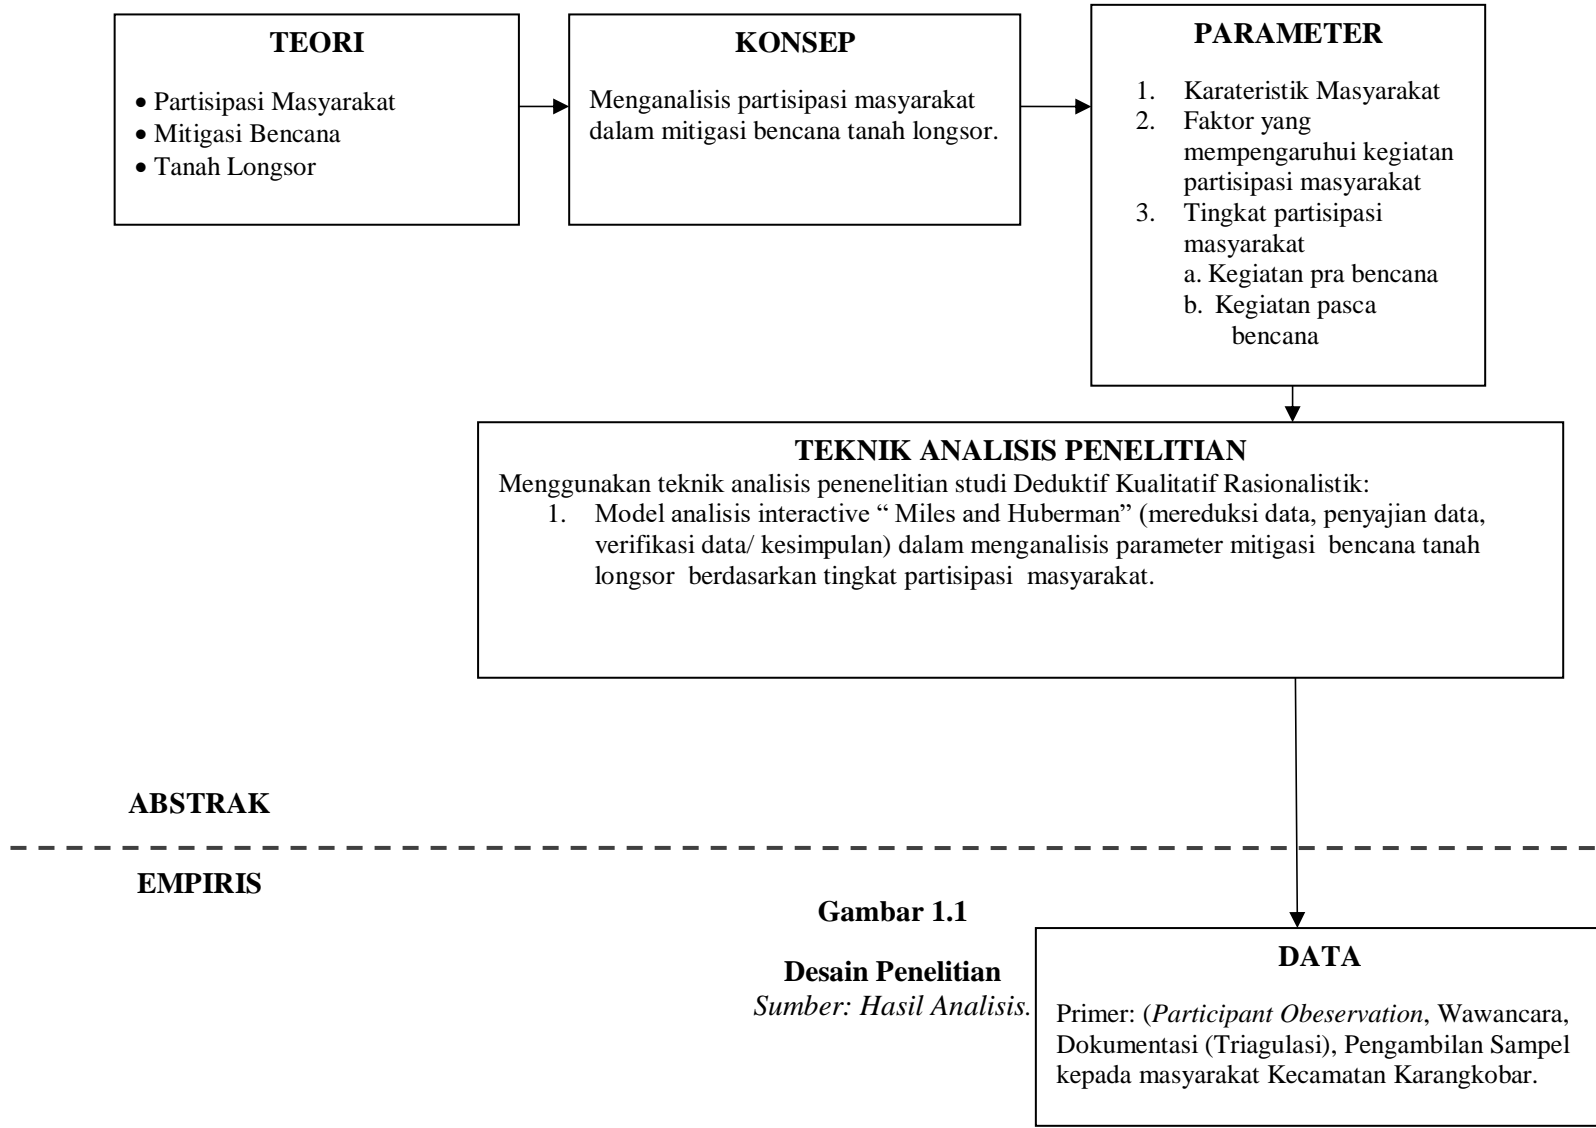 TEORI
• Partisipasi Masyarakat
• Mitigasi Bencana
• Tanah Longsor
KONSEP
Menganalisis partisipasi masyarakat
dalam mitigasi bencana tanah longsor.
PARAMETER
1. Karateristik Masyarakat
2. Faktor yang
mempengaruhi kegiatan
partisipasi masyarakat
3. Tingkat partisipasi
masyarakat
a. Kegiatan pra bencana
b. Kegiatan pasca
bencana
TEKNIK ANALISIS PENELITIAN
Menggunakan teknik analisis penenelitian studi Deduktif Kualitatif Rasionalistik:
1. Model analisis interactive “ Miles and Huberman” (mereduksi data, penyajian data,
verifikasi data/ kesimpulan) dalam menganalisis parameter mitigasi bencana tanah
longsor berdasarkan tingkat partisipasi masyarakat.
ABSTRAK
EMPIRIS
Gambar 1.1
Desain Penelitian
Sumber: Hasil Analisis.
DATA
Primer: (Participant Obeservation, Wawancara,
Dokumentasi (Triagulasi), Pengambilan Sampel
kepada masyarakat Kecamatan Karangkobar.